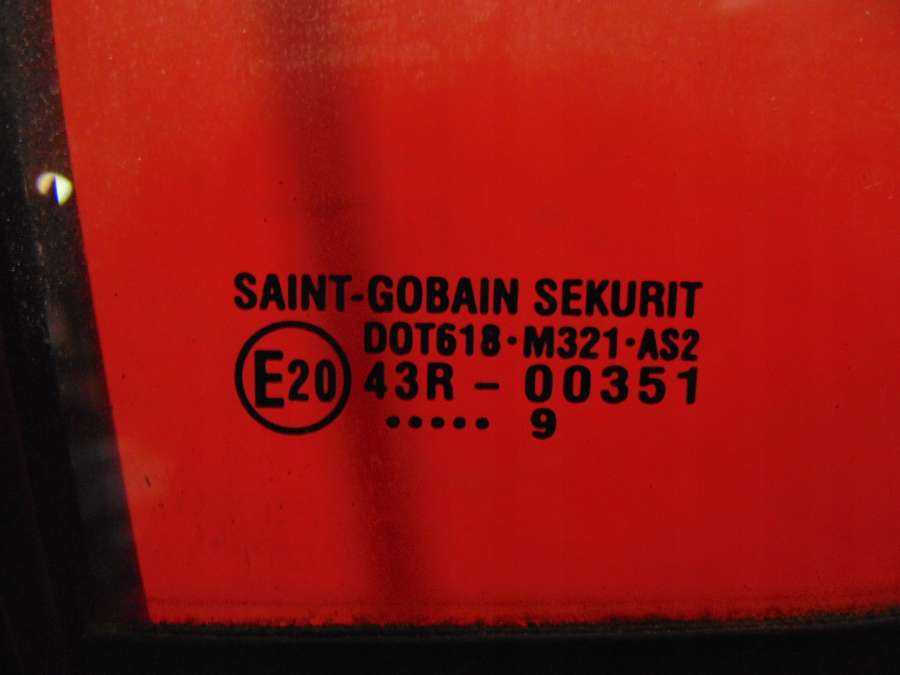 SAINT-GOBAIN SEKURIT
DOT618·M321·AS2
E20 43R - 00351
..... 9